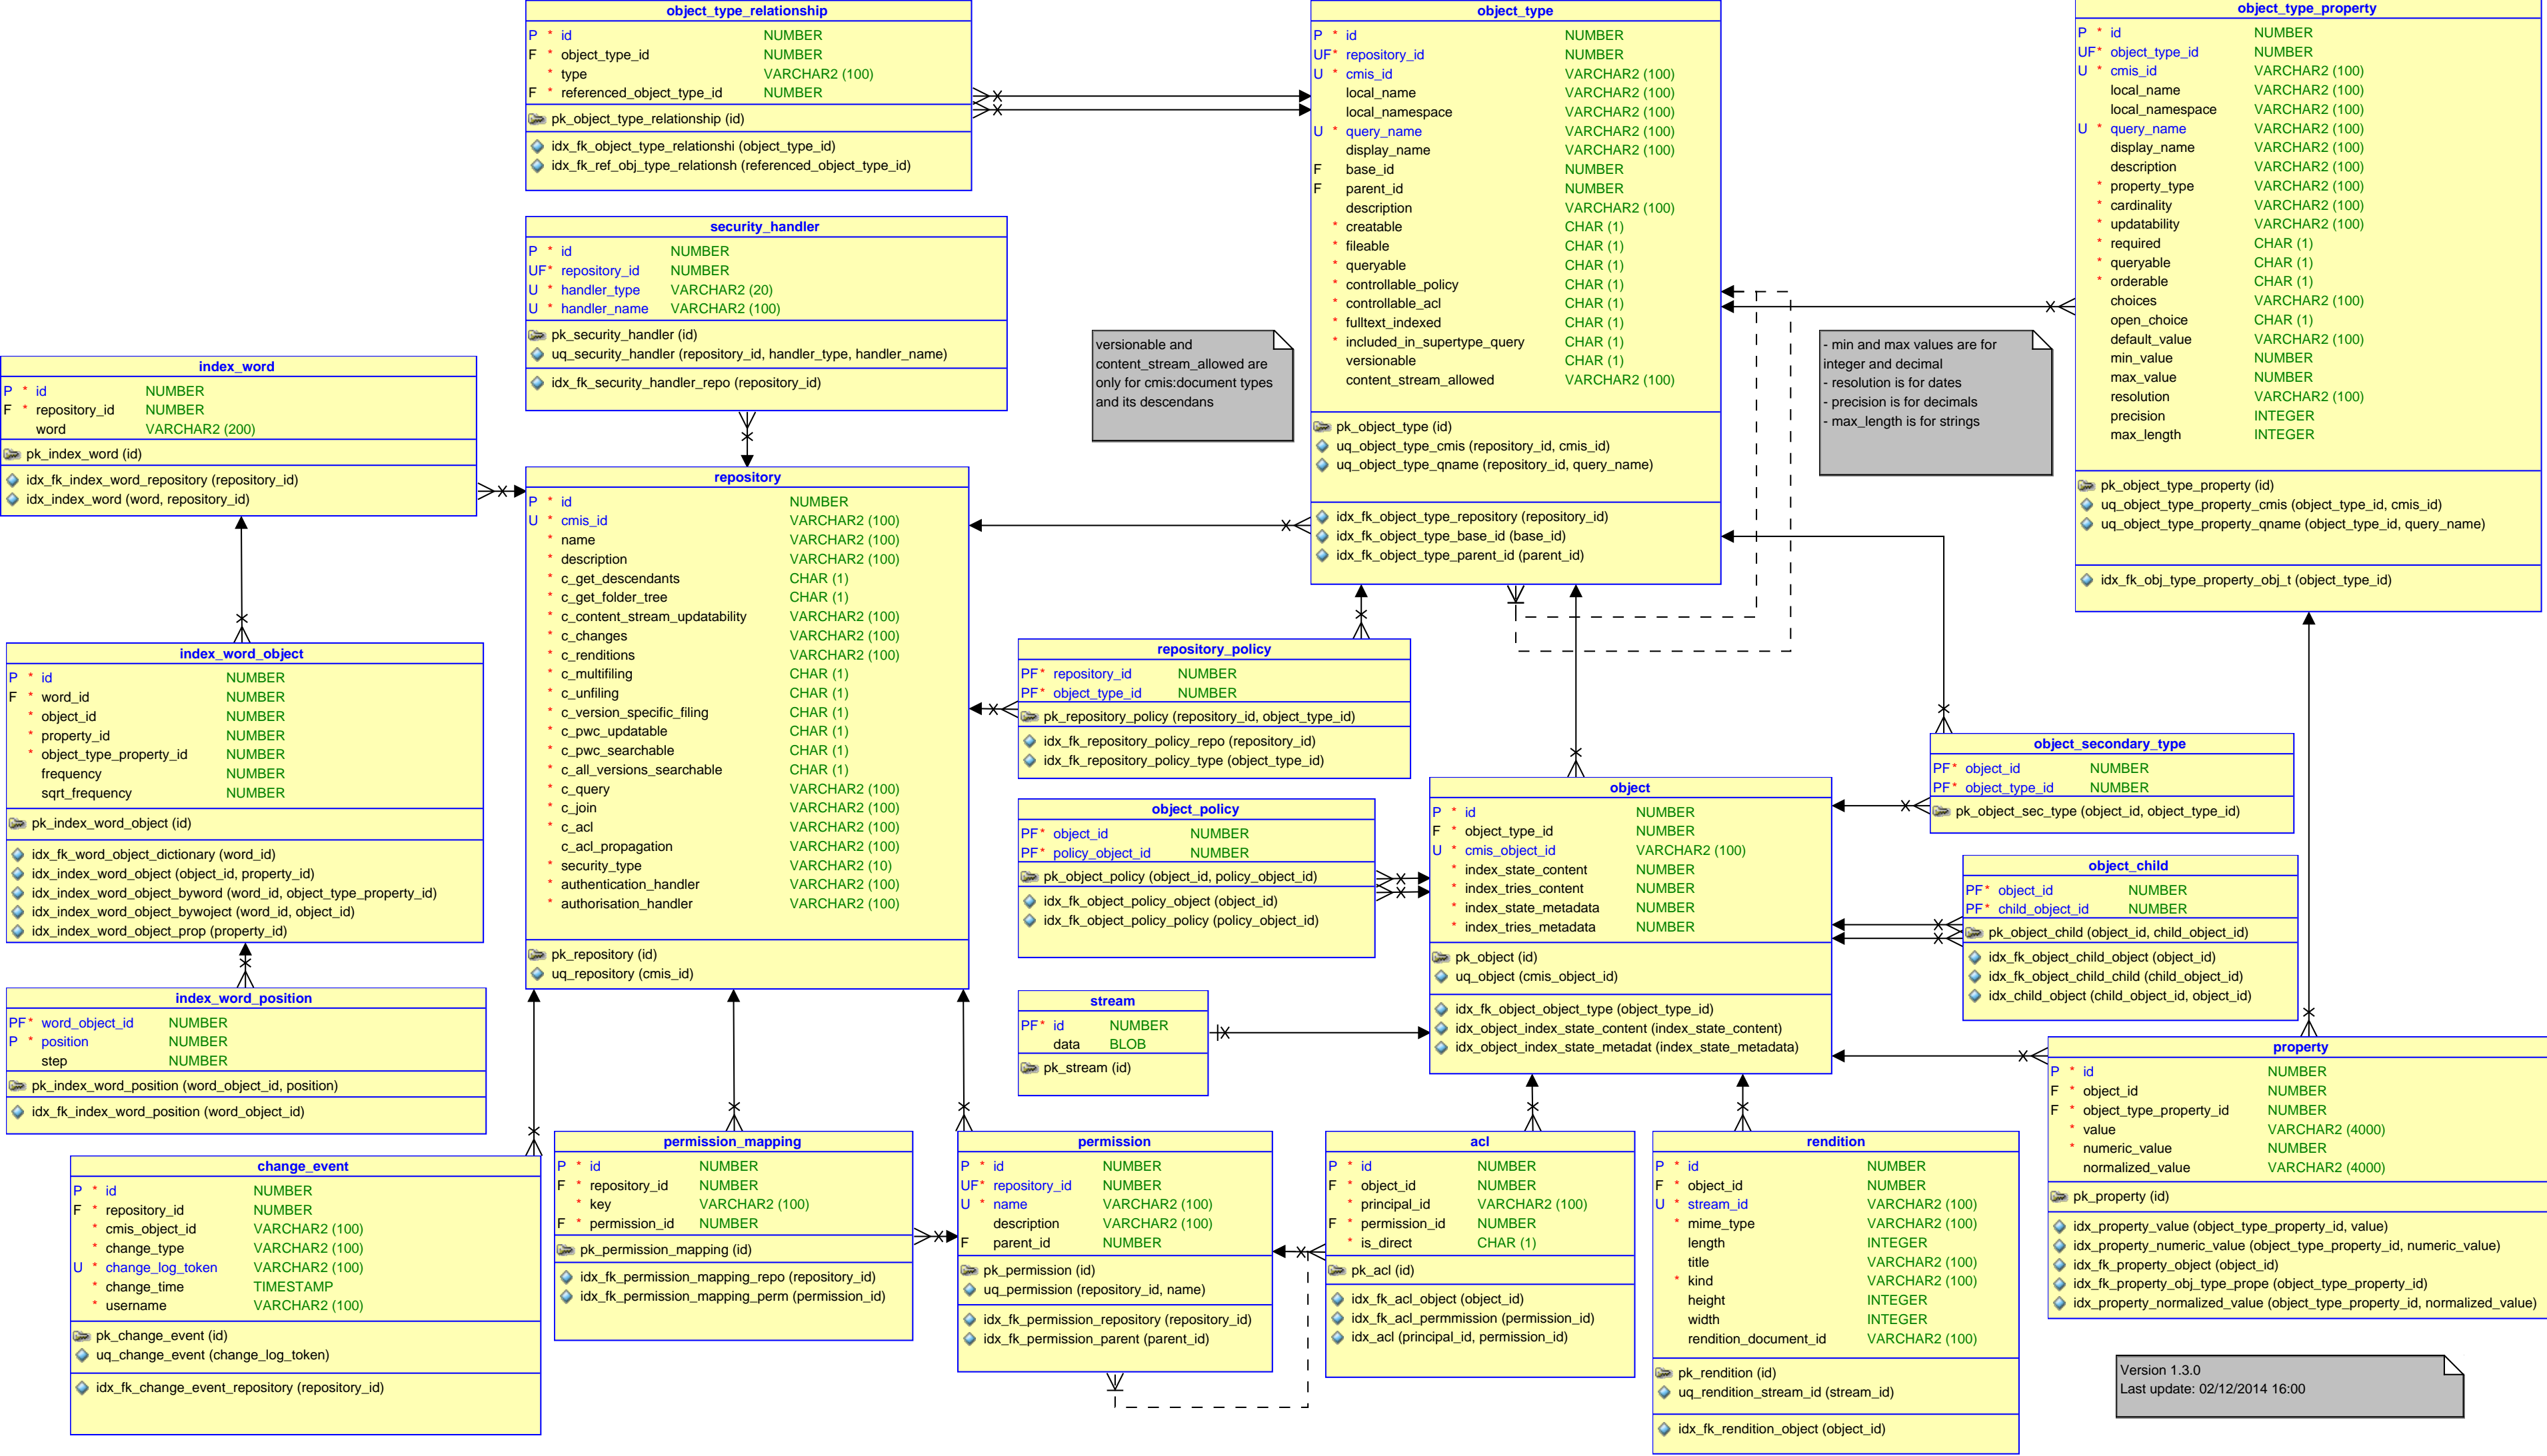 object_type_relationship
P * id NUMBER
F * object_type_id NUMBER
* type VARCHAR2 (100)
F * referenced_object_type_id NUMBER
pk_object_type_relationship (id)
idx_fk_object_type_relationshi (object_type_id)
idx_fk_ref_obj_type_relationsh (referenced_object_type_id)
object_type
P * id NUMBER
UF* repository_id NUMBER
U * cmis_id VARCHAR2 (100)
local_name VARCHAR2 (100)
local_namespace VARCHAR2 (100)
U * query_name VARCHAR2 (100)
display_name VARCHAR2 (100)
F base_id NUMBER
F parent_id NUMBER
description VARCHAR2 (100)
* creatable CHAR (1)
* fileable CHAR (1)
* queryable CHAR (1)
* controllable_policy CHAR (1)
* controllable_acl CHAR (1)
* fulltext_indexed CHAR (1)
* included_in_supertype_query CHAR (1)
versionable CHAR (1)
content_stream_allowed VARCHAR2 (100)
pk_object_type (id)
uq_object_type_cmis (repository_id, cmis_id)
uq_object_type_qname (repository_id, query_name)
idx_fk_object_type_repository (repository_id)
idx_fk_object_type_base_id (base_id)
idx_fk_object_type_parent_id (parent_id)
object_type_property
P * id NUMBER
UF* object_type_id NUMBER
U * cmis_id VARCHAR2 (100)
local_name VARCHAR2 (100)
local_namespace VARCHAR2 (100)
U * query_name VARCHAR2 (100)
display_name VARCHAR2 (100)
description VARCHAR2 (100)
* property_type VARCHAR2 (100)
* cardinality VARCHAR2 (100)
* updatability VARCHAR2 (100)
* required CHAR (1)
* queryable CHAR (1)
* orderable CHAR (1)
choices VARCHAR2 (100)
open_choice CHAR (1)
default_value VARCHAR2 (100)
min_value NUMBER
max_value NUMBER
resolution VARCHAR2 (100)
precision INTEGER
max_length INTEGER
pk_object_type_property (id)
uq_object_type_property_cmis (object_type_id, cmis_id)
uq_object_type_property_qname (object_type_id, query_name)
idx_fk_obj_type_property_obj_t (object_type_id)
security_handler
P * id NUMBER
UF* repository_id NUMBER
U * handler_type VARCHAR2 (20)
U * handler_name VARCHAR2 (100)
pk_security_handler (id)
uq_security_handler (repository_id, handler_type, handler_name)
idx_fk_security_handler_repo (repository_id)
versionable and
content_stream_allowed are
only for cmis:document types
and its descendans
- min and max values are for
integer and decimal
- resolution is for dates
- precision is for decimals
- max_length is for strings
index_word
P * id NUMBER
F * repository_id NUMBER
word VARCHAR2 (200)
pk_index_word (id)
idx_fk_index_word_repository (repository_id)
idx_index_word (word, repository_id)
repository
P * id NUMBER
U * cmis_id VARCHAR2 (100)
* name VARCHAR2 (100)
* description VARCHAR2 (100)
* c_get_descendants CHAR (1)
* c_get_folder_tree CHAR (1)
* c_content_stream_updatability VARCHAR2 (100)
* c_changes VARCHAR2 (100)
* c_renditions VARCHAR2 (100)
* c_multifiling CHAR (1)
* c_unfiling CHAR (1)
* c_version_specific_filing CHAR (1)
* c_pwc_updatable CHAR (1)
* c_pwc_searchable CHAR (1)
* c_all_versions_searchable CHAR (1)
* c_query VARCHAR2 (100)
* c_join VARCHAR2 (100)
* c_acl VARCHAR2 (100)
c_acl_propagation VARCHAR2 (100)
* security_type VARCHAR2 (10)
* authentication_handler VARCHAR2 (100)
* authorisation_handler VARCHAR2 (100)
pk_repository (id)
uq_repository (cmis_id)
index_word_object
P * id NUMBER
F * word_id NUMBER
* object_id NUMBER
* property_id NUMBER
* object_type_property_id NUMBER
frequency NUMBER
sqrt_frequency NUMBER
pk_index_word_object (id)
idx_fk_word_object_dictionary (word_id)
idx_index_word_object (object_id, property_id)
idx_index_word_object_byword (word_id, object_type_property_id)
idx_index_word_object_bywoject (word_id, object_id)
idx_index_word_object_prop (property_id)
repository_policy
PF* repository_id NUMBER
PF* object_type_id NUMBER
pk_repository_policy (repository_id, object_type_id)
idx_fk_repository_policy_repo (repository_id)
idx_fk_repository_policy_type (object_type_id)
object_secondary_type
PF* object_id NUMBER
PF* object_type_id NUMBER
pk_object_sec_type (object_id, object_type_id)
object_policy
PF* object_id NUMBER
PF* policy_object_id NUMBER
pk_object_policy (object_id, policy_object_id)
idx_fk_object_policy_object (object_id)
idx_fk_object_policy_policy (policy_object_id)
object
P * id NUMBER
F * object_type_id NUMBER
U * cmis_object_id VARCHAR2 (100)
* index_state_content NUMBER
* index_tries_content NUMBER
* index_state_metadata NUMBER
* index_tries_metadata NUMBER
pk_object (id)
uq_object (cmis_object_id)
idx_fk_object_object_type (object_type_id)
idx_object_index_state_content (index_state_content)
idx_object_index_state_metadat (index_state_metadata)
object_child
PF* object_id NUMBER
PF* child_object_id NUMBER
pk_object_child (object_id, child_object_id)
idx_fk_object_child_object (object_id)
idx_fk_object_child_child (child_object_id)
idx_child_object (child_object_id, object_id)
index_word_position
PF* word_object_id NUMBER
P * position NUMBER
step NUMBER
pk_index_word_position (word_object_id, position)
idx_fk_index_word_position (word_object_id)
stream
PF* id NUMBER
data BLOB
pk_stream (id)
property
P * id NUMBER
F * object_id NUMBER
F * object_type_property_id NUMBER
* value VARCHAR2 (4000)
* numeric_value NUMBER
normalized_value VARCHAR2 (4000)
pk_property (id)
idx_property_value (object_type_property_id, value)
idx_property_numeric_value (object_type_property_id, numeric_value)
idx_fk_property_object (object_id)
idx_fk_property_obj_type_prope (object_type_property_id)
idx_property_normalized_value (object_type_property_id, normalized_value)
change_event
P * id NUMBER
F * repository_id NUMBER
* cmis_object_id VARCHAR2 (100)
* change_type VARCHAR2 (100)
U * change_log_token VARCHAR2 (100)
* change_time TIMESTAMP
* username VARCHAR2 (100)
pk_change_event (id)
uq_change_event (change_log_token)
idx_fk_change_event_repository (repository_id)
permission_mapping
P * id NUMBER
F * repository_id NUMBER
* key VARCHAR2 (100)
F * permission_id NUMBER
pk_permission_mapping (id)
idx_fk_permission_mapping_repo (repository_id)
idx_fk_permission_mapping_perm (permission_id)
permission
P * id NUMBER
UF* repository_id NUMBER
U * name VARCHAR2 (100)
description VARCHAR2 (100)
F parent_id NUMBER
pk_permission (id)
uq_permission (repository_id, name)
idx_fk_permission_repository (repository_id)
idx_fk_permission_parent (parent_id)
acl
P * id NUMBER
F * object_id NUMBER
* principal_id VARCHAR2 (100)
F * permission_id NUMBER
* is_direct CHAR (1)
pk_acl (id)
idx_fk_acl_object (object_id)
idx_fk_acl_permmission (permission_id)
idx_acl (principal_id, permission_id)
rendition
P * id NUMBER
F * object_id NUMBER
U * stream_id VARCHAR2 (100)
* mime_type VARCHAR2 (100)
length INTEGER
title VARCHAR2 (100)
* kind VARCHAR2 (100)
height INTEGER
width INTEGER
rendition_document_id VARCHAR2 (100)
pk_rendition (id)
uq_rendition_stream_id (stream_id)
idx_fk_rendition_object (object_id)
Version 1.3.0
Last update: 02/12/2014 16:00